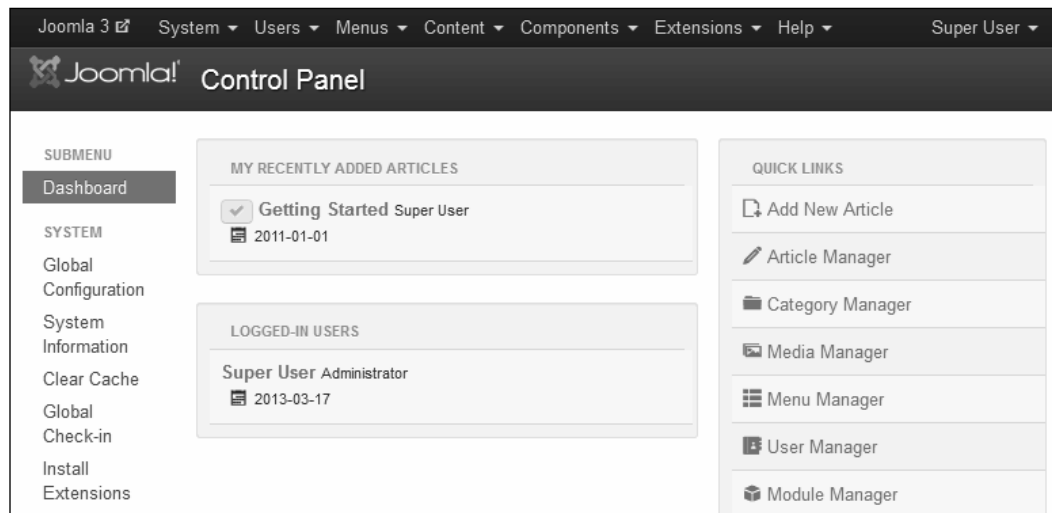 Joomla 3 System Users Menus Content Components Extensions Help Super User
Joomla!® Control Panel
SUBMENU
Dashboard
SYSTEM
Global
Configuration
System
Information
Clear Cache
Global
Check-in
Install
Extensions
MY RECENTLY ADDED ARTICLES
Getting Started Super User
2011-01-01
LOGGED-IN USERS
Super User Administrator
2013-03-17
QUICK LINKS
Add New Article
Article Manager
Category Manager
Media Manager
Menu Manager
User Manager
Module Manager